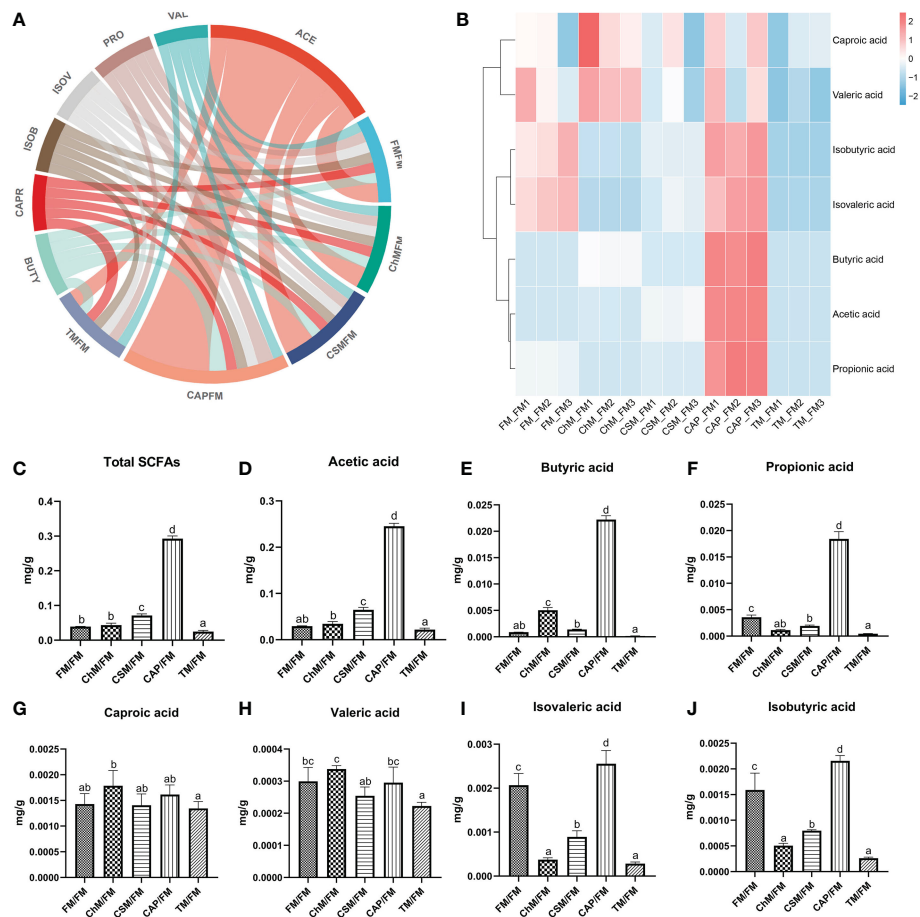 A
VAL
ACE
PRO
ISOV
ISOB
CAPR
BUTY
TMFM
CAPFM
CSMFM
ChMFM
FMFM
B
Caproic acid
Valeric acid
Isobutyric acid
Isovaleric acid
Butyric acid
Acetic acid
Propionic acid
2
1
0
−1
−2
FM_FM1
FM_FM2
FM_FM3
ChM_FM1
ChM_FM2
ChM_FM3
CSM_FM1
CSM_FM2
CSM_FM3
CAP_FM1
CAP_FM2
CAP_FM3
TM_FM1
TM_FM2
TM_FM3
C
Total SCFAs
mg/g
0.4
0.3
0.2
0.1
0.0
b b c d a
FM/FM ChM/FM CSM/FM CAP/FM TM/FM
D
Acetic acid
mg/g
0.3
0.2
0.1
0.0
ab b c d a
FM/FM ChM/FM CSM/FM CAP/FM TM/FM
E
Butyric acid
mg/g
0.025
0.020
0.015
0.010
0.005
0.000
ab c b d a
FM/FM ChM/FM CSM/FM CAP/FM TM/FM
F
Propionic acid
mg/g
0.025
0.020
0.015
0.010
0.005
0.000
c ab b d a
FM/FM ChM/FM CSM/FM CAP/FM TM/FM
G
Caproic acid
mg/g
0.0025
0.0020
0.0015
0.0010
0.0005
0.0000
ab b ab ab a
FM/FM ChM/FM CSM/FM CAP/FM TM/FM
H
Valeric acid
mg/g
0.0004
0.0003
0.0002
0.0001
0.0000
bc c ab bc a
FM/FM ChM/FM CSM/FM CAP/FM TM/FM
I
Isovaleric acid
mg/g
0.003
0.002
0.001
0.000
c a b d a
FM/FM ChM/FM CSM/FM CAP/FM TM/FM
J
Isobutyric acid
mg/g
0.0025
0.0020
0.0015
0.0010
0.0005
0.0000
c a b d a
FM/FM ChM/FM CSM/FM CAP/FM TM/FM